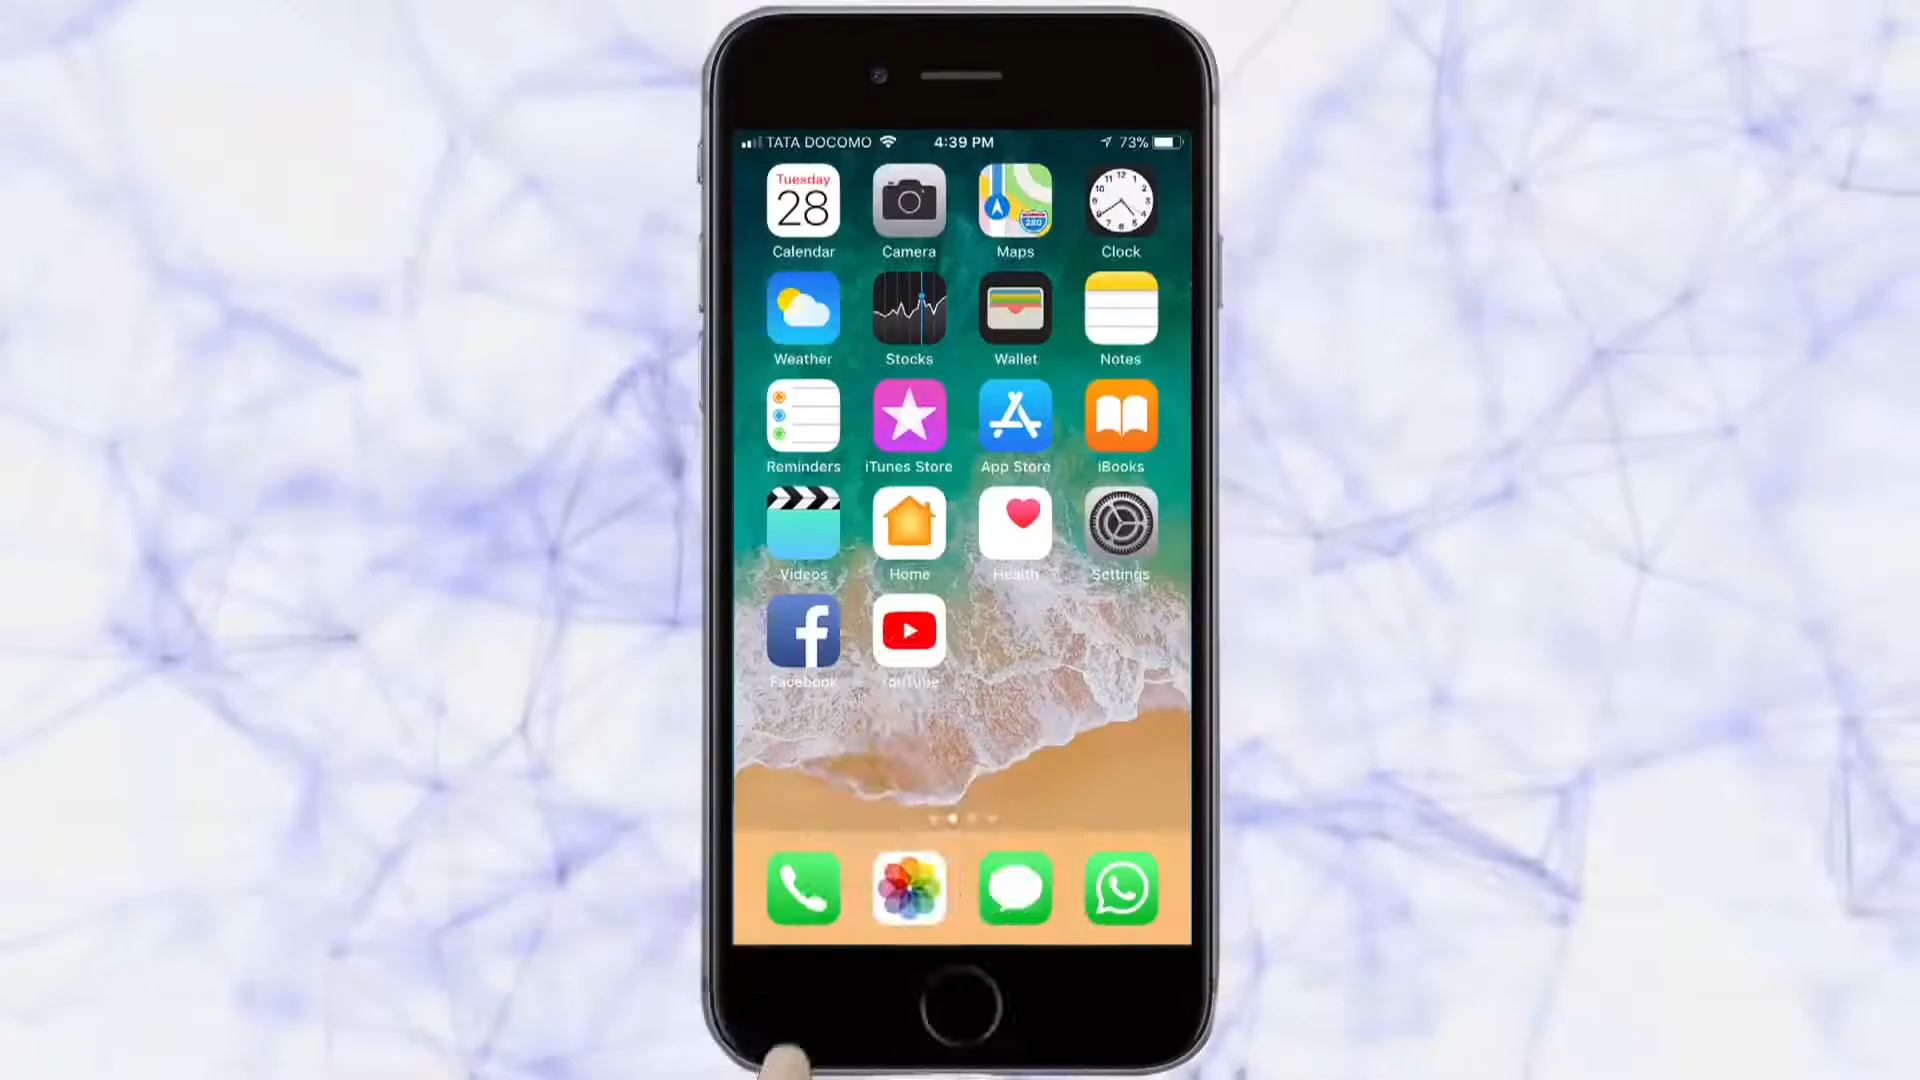 TATA DOCOMO 4:39 PM 73%
Tuesday
28
Calendar Camera Maps Clock
Weather Stocks Wallet Notes
Reminders iTunes Store App Store iBooks
Videos Home Health Settings
Facebook YouTube